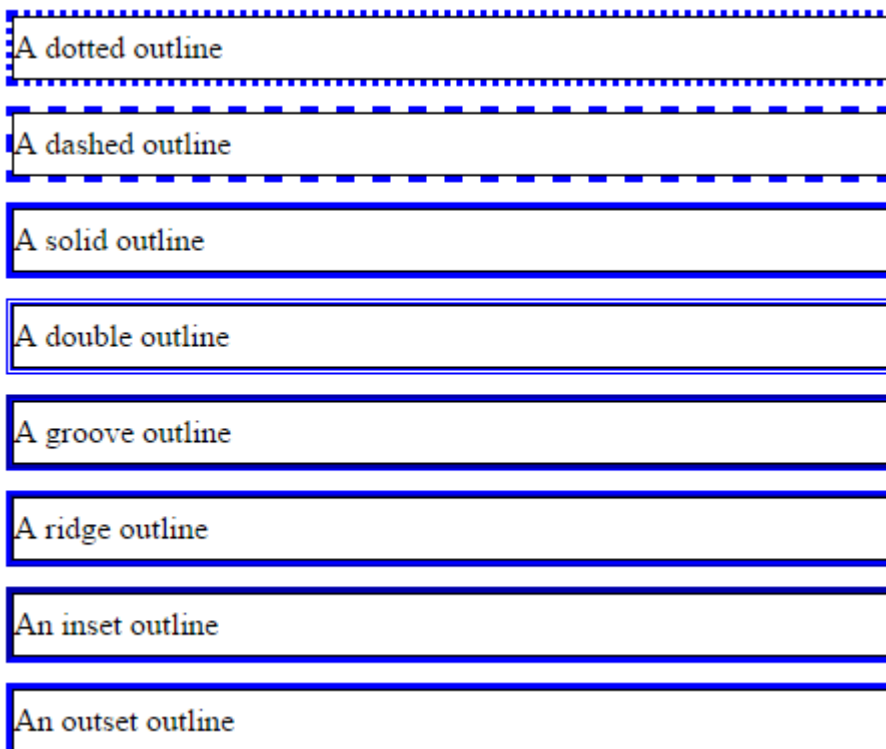 A dotted outline
A dashed outline
A solid outline
A double outline
A groove outline
A ridge outline
An inset outline
An outset outline